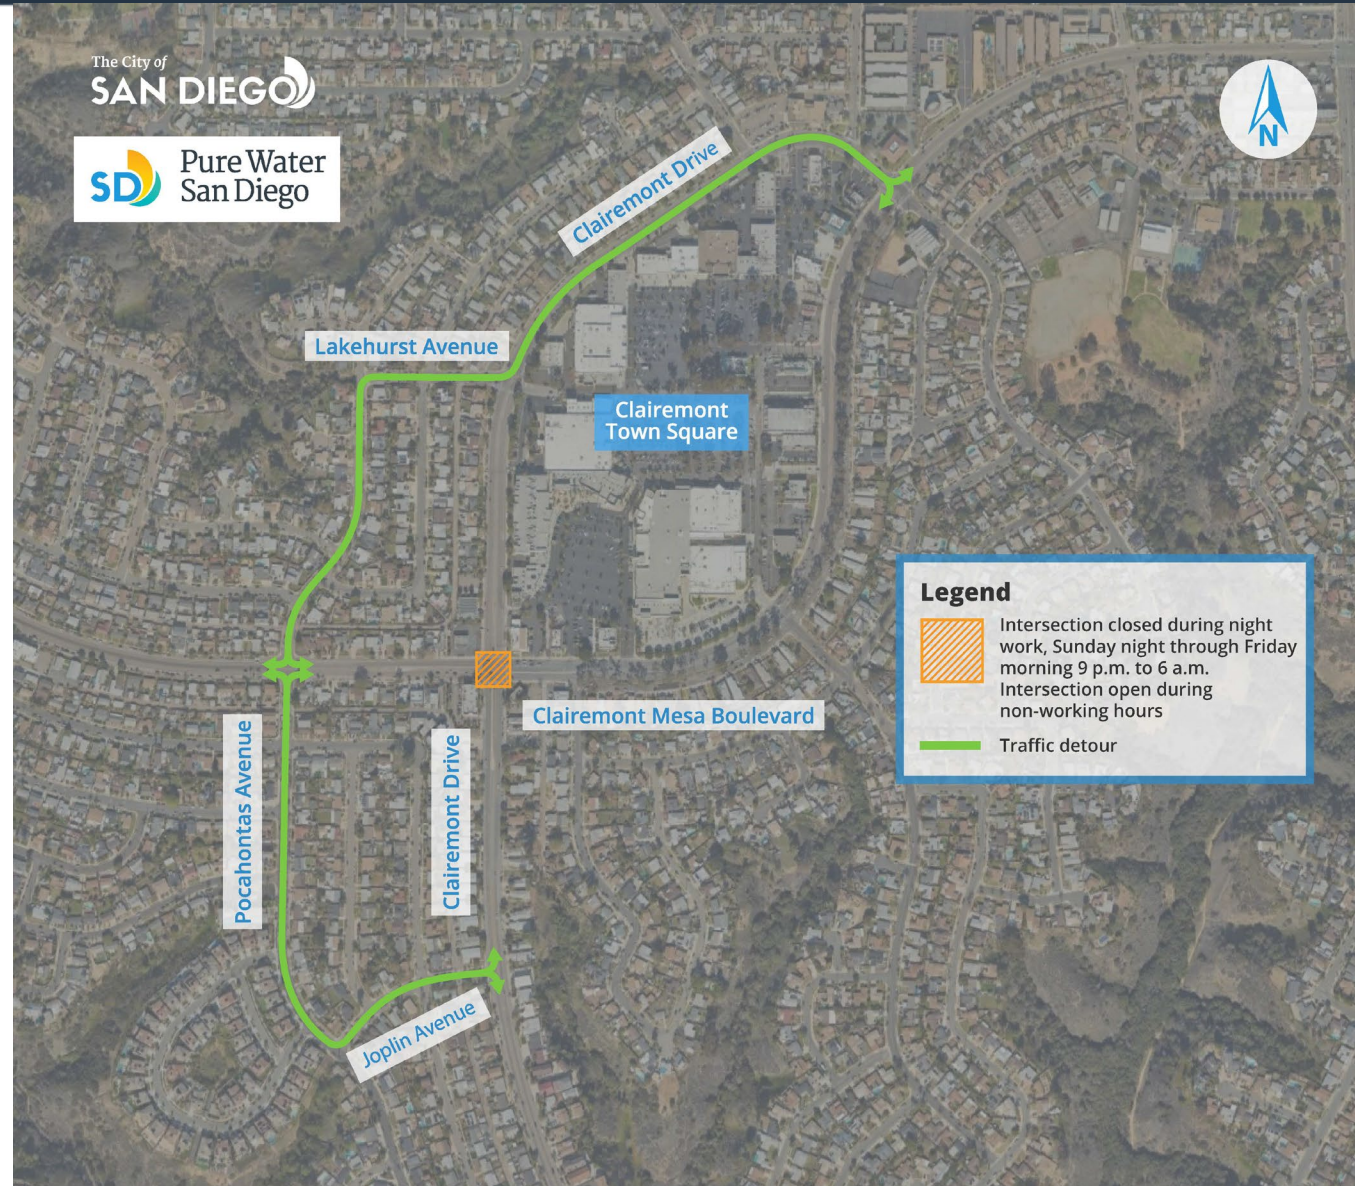 The City of
SAN DIEGO
SD
Pure Water
San Diego
N
Clairemont Drive
Lakehurst Avenue
Clairemont
Town Square
Legend
Intersection closed during night
work, Sunday night through Friday
morning 9 p.m. to 6 a.m.
Intersection open during
non-working hours
Traffic detour
Clairemont Mesa Boulevard
Pocahontas Avenue
Clairemont Drive
Joplin Avenue